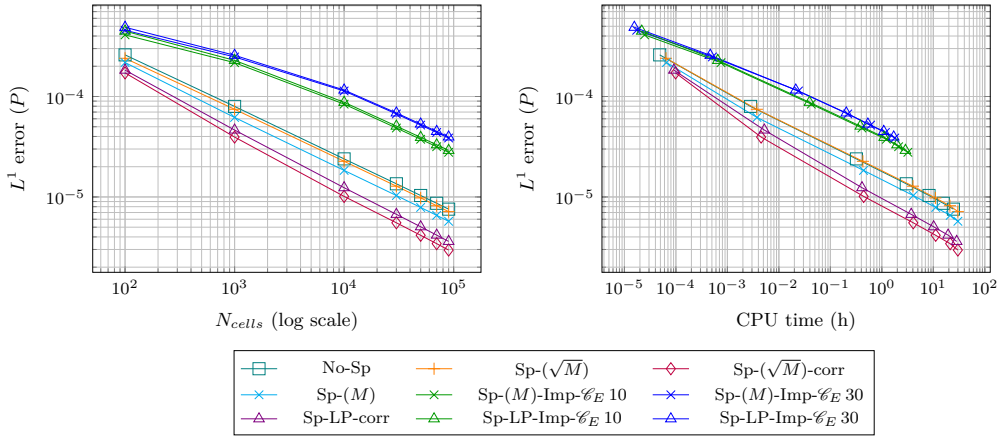 10^{-4}
10^{-5}
L^1 error (P)
10^2 10^3 10^4 10^5
N_{cells} (log scale)
10^{-4}
10^{-5}
L^1 error (P)
10^{-5} 10^{-4} 10^{-3} 10^{-2} 10^{-1} 10^0 10^1 10^2
CPU time (h)
No-Sp Sp-(√M) Sp-(√M)-corr
Sp-(M) Sp-(M)-Imp-𝒞_E 10 Sp-(M)-Imp-𝒞_E 30
Sp-LP-corr Sp-LP-Imp-𝒞_E 10 Sp-LP-Imp-𝒞_E 30